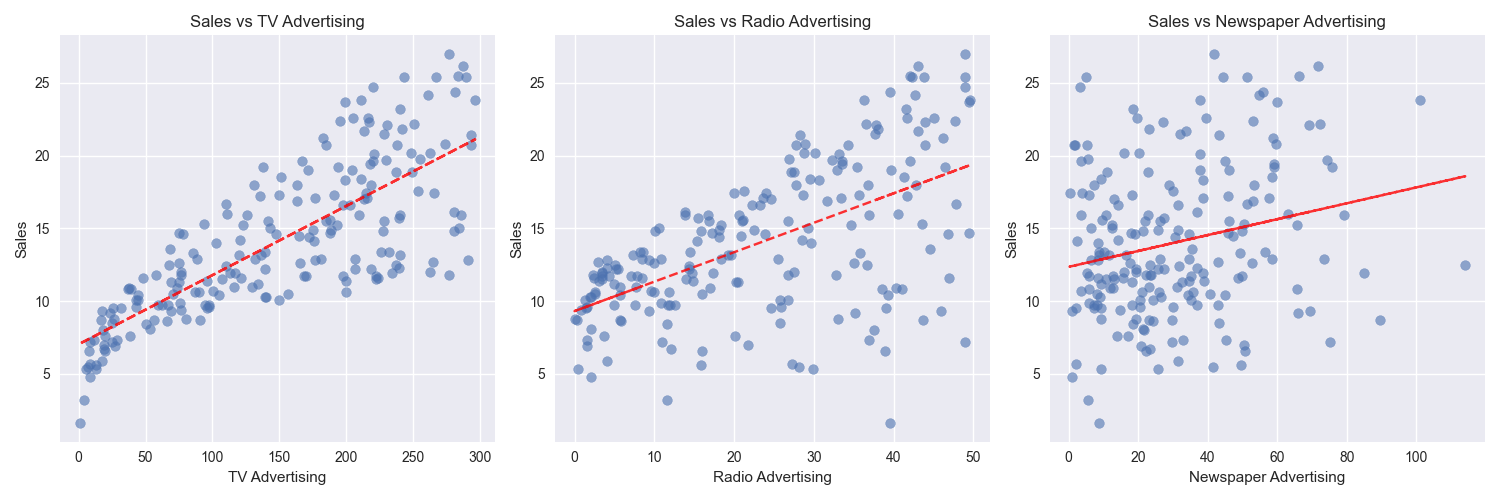 Sales vs TV Advertising
Sales
25
20
15
10
5
0 50 100 150 200 250 300
TV Advertising
Sales vs Radio Advertising
Sales
25
20
15
10
5
0 10 20 30 40 50
Radio Advertising
Sales vs Newspaper Advertising
Sales
25
20
15
10
5
0 20 40 60 80 100
Newspaper Advertising